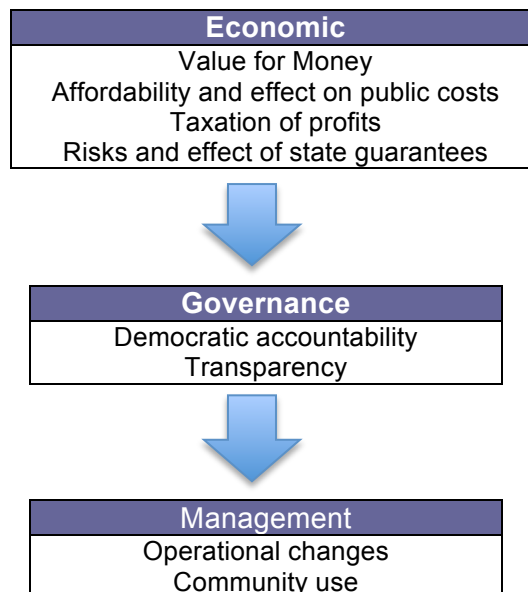 Economic
Value for Money
Affordability and effect on public costs
Taxation of profits
Risks and effect of state guarantees
Governance
Democratic accountability
Transparency
Management
Operational changes
Community use